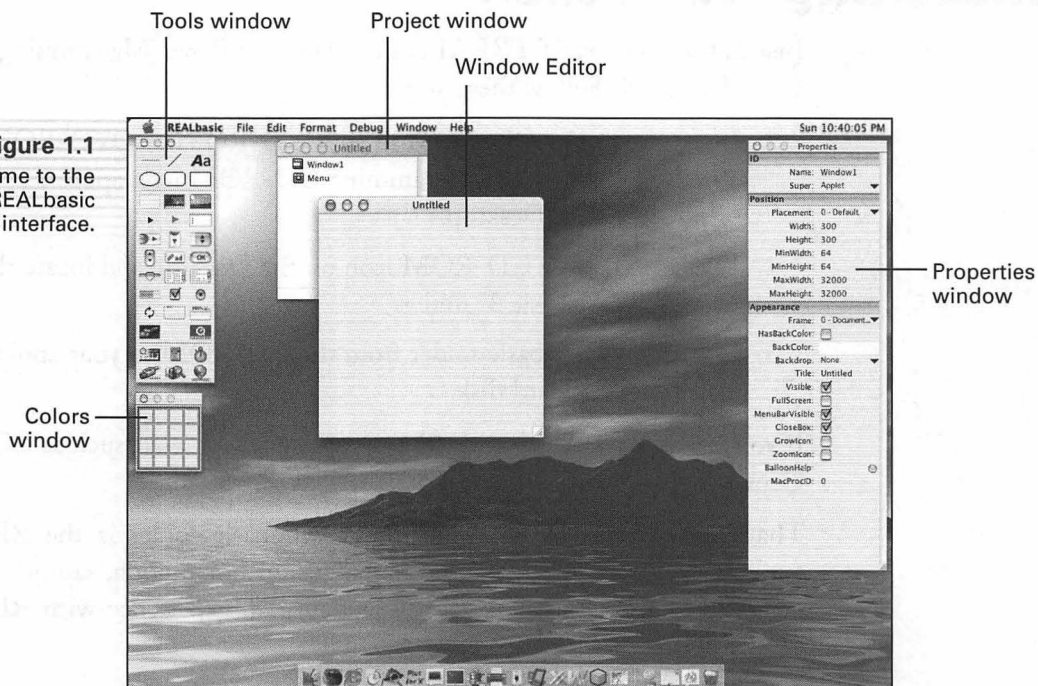 Tools window
Project window
Window Editor
igure 1.1
me to the
REALbasic
interface.
REALbasic File Edit Format Debug Window Help
Sun 10:40:05 PM
Untitled
Window1
Menu
Untitled
Aa
OK
Properties
ID
Name: Window1
Super: Applet
Position
Placement: 0 - Default
Width: 300
Height: 300
MinWidth: 64
MinHeight: 64
MaxWidth: 32000
MaxHeight: 32000
Appearance
Frame: 0 - Document...
HasBackColor:
BackColor:
Backdrop: None
Title: Untitled
Visible:
FullScreen:
MenuBarVisible
CloseBox:
GrowIcon:
ZoomIcon:
BalloonHelp:
MacProcID: 0
Properties
window
Colors
window